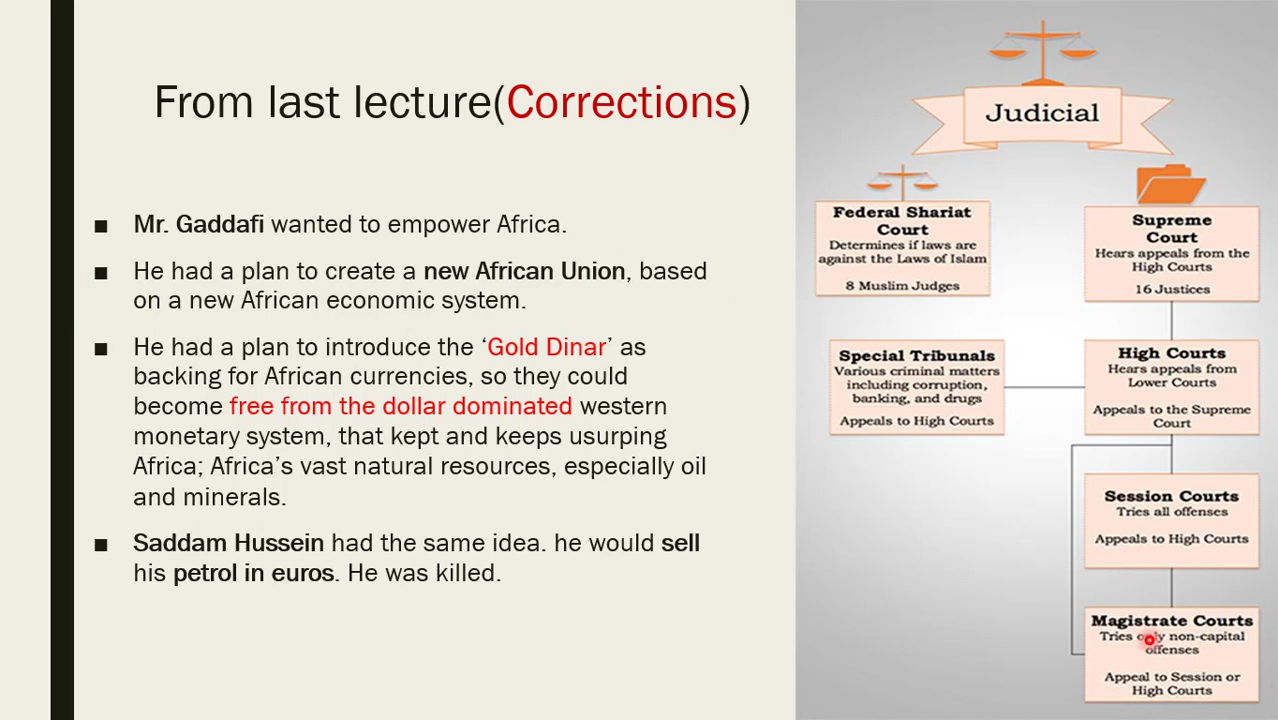 From last lecture(Corrections)
■ Mr. Gaddafi wanted to empower Africa.
■ He had a plan to create a new African Union, based
on a new African economic system.
■ He had a plan to introduce the ‘Gold Dinar’ as
backing for African currencies, so they could
become free from the dollar dominated western
monetary system, that kept and keeps usurping
Africa; Africa’s vast natural resources, especially oil
and minerals.
■ Saddam Hussein had the same idea. he would sell
his petrol in euros. He was killed.
Judicial
Federal Shariat
Court
Determines if laws are
against the Laws of Islam
8 Muslim Judges
Supreme
Court
Hears appeals from the
High Courts
16 Justices
Special Tribunals
Various criminal matters
including corruption,
banking, and drugs
Appeals to High Courts
High Courts
Hears appeals from
Lower Courts
Appeals to the Supreme
Court
Session Courts
Tries all offenses
Appeals to High Courts
Magistrate Courts
Tries only non-capital
offenses
Appeal to Session or
High Courts